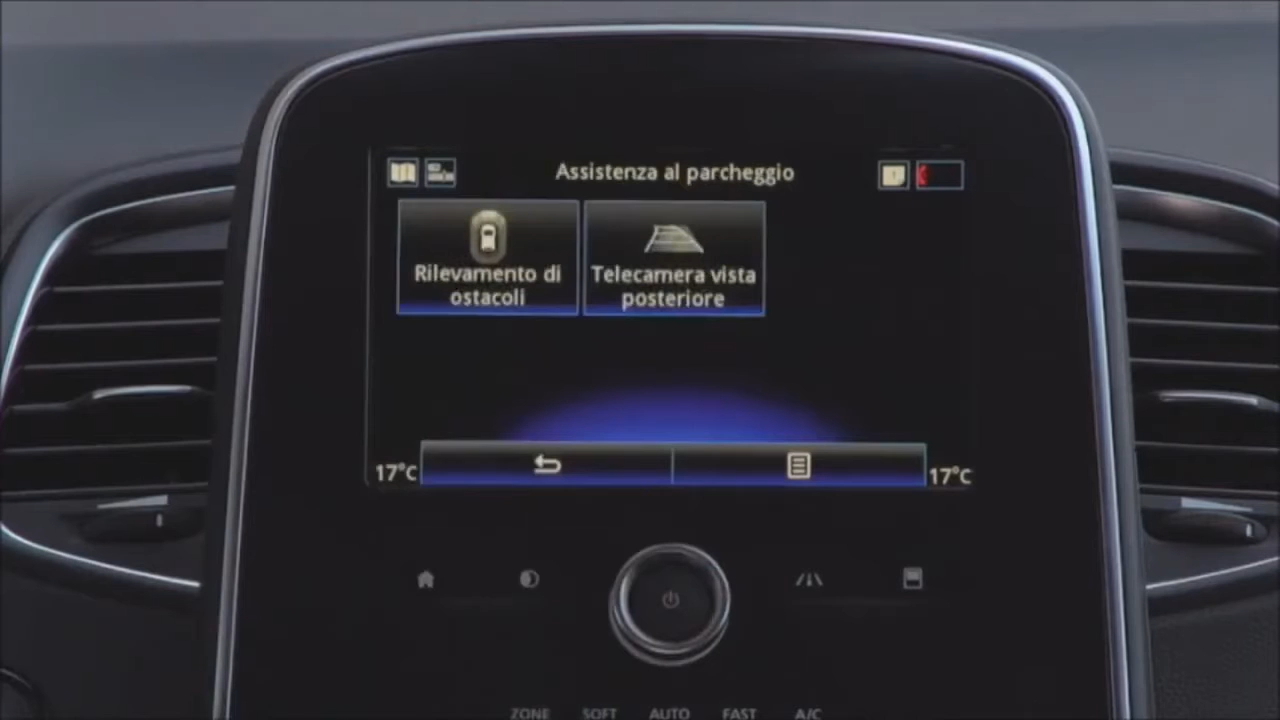 Assistenza al parcheggio
Rilevamento di
ostacoli
Telecamera vista
posteriore
17°C
17°C
ZONE SOFT AUTO FAST A/C